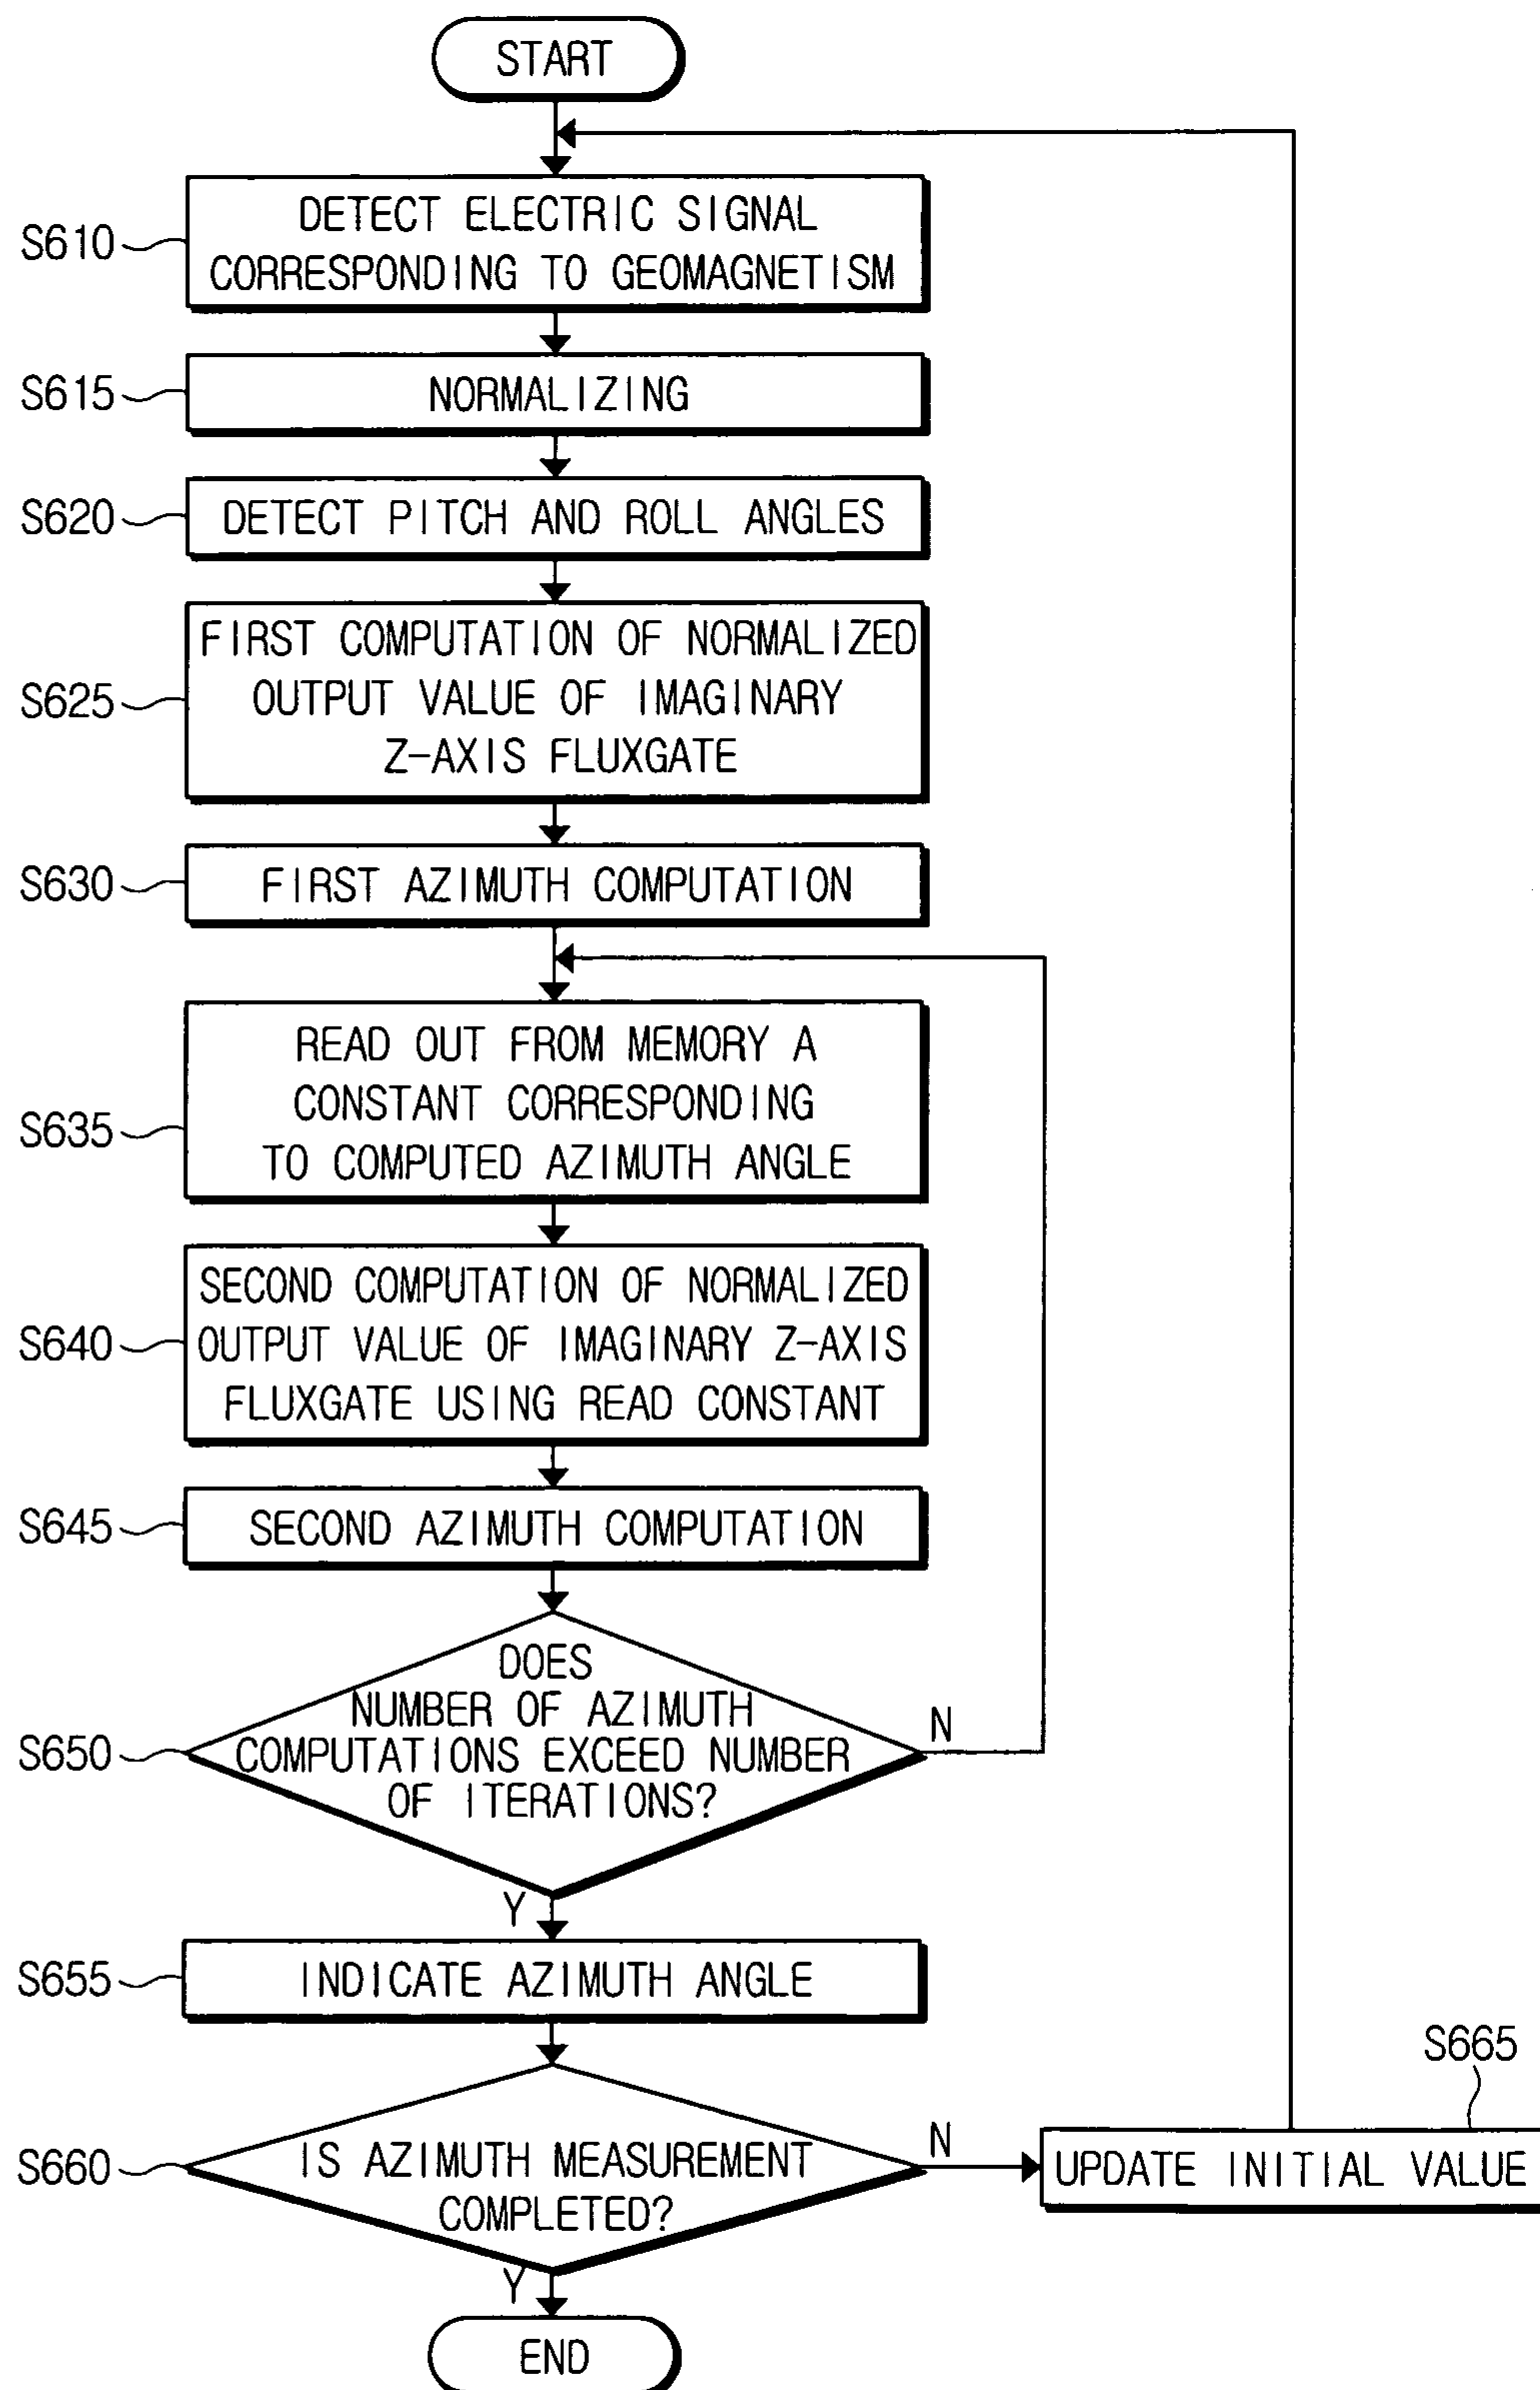 START
S610
DETECT ELECTRIC SIGNAL
CORRESPONDING TO GEOMAGNETISM
S615
NORMALIZING
S620
DETECT PITCH AND ROLL ANGLES
S625
FIRST COMPUTATION OF NORMALIZED
OUTPUT VALUE OF IMAGINARY
Z-AXIS FLUXGATE
S630
FIRST AZIMUTH COMPUTATION
S635
READ OUT FROM MEMORY A
CONSTANT CORRESPONDING
TO COMPUTED AZIMUTH ANGLE
S640
SECOND COMPUTATION OF NORMALIZED
OUTPUT VALUE OF IMAGINARY Z-AXIS
FLUXGATE USING READ CONSTANT
S645
SECOND AZIMUTH COMPUTATION
S650
DOES
NUMBER OF AZIMUTH
COMPUTATIONS EXCEED NUMBER
OF ITERATIONS?
N
Y
S655
INDICATE AZIMUTH ANGLE
S660
IS AZIMUTH MEASUREMENT
COMPLETED?
N
S665
UPDATE INITIAL VALUE
Y
END